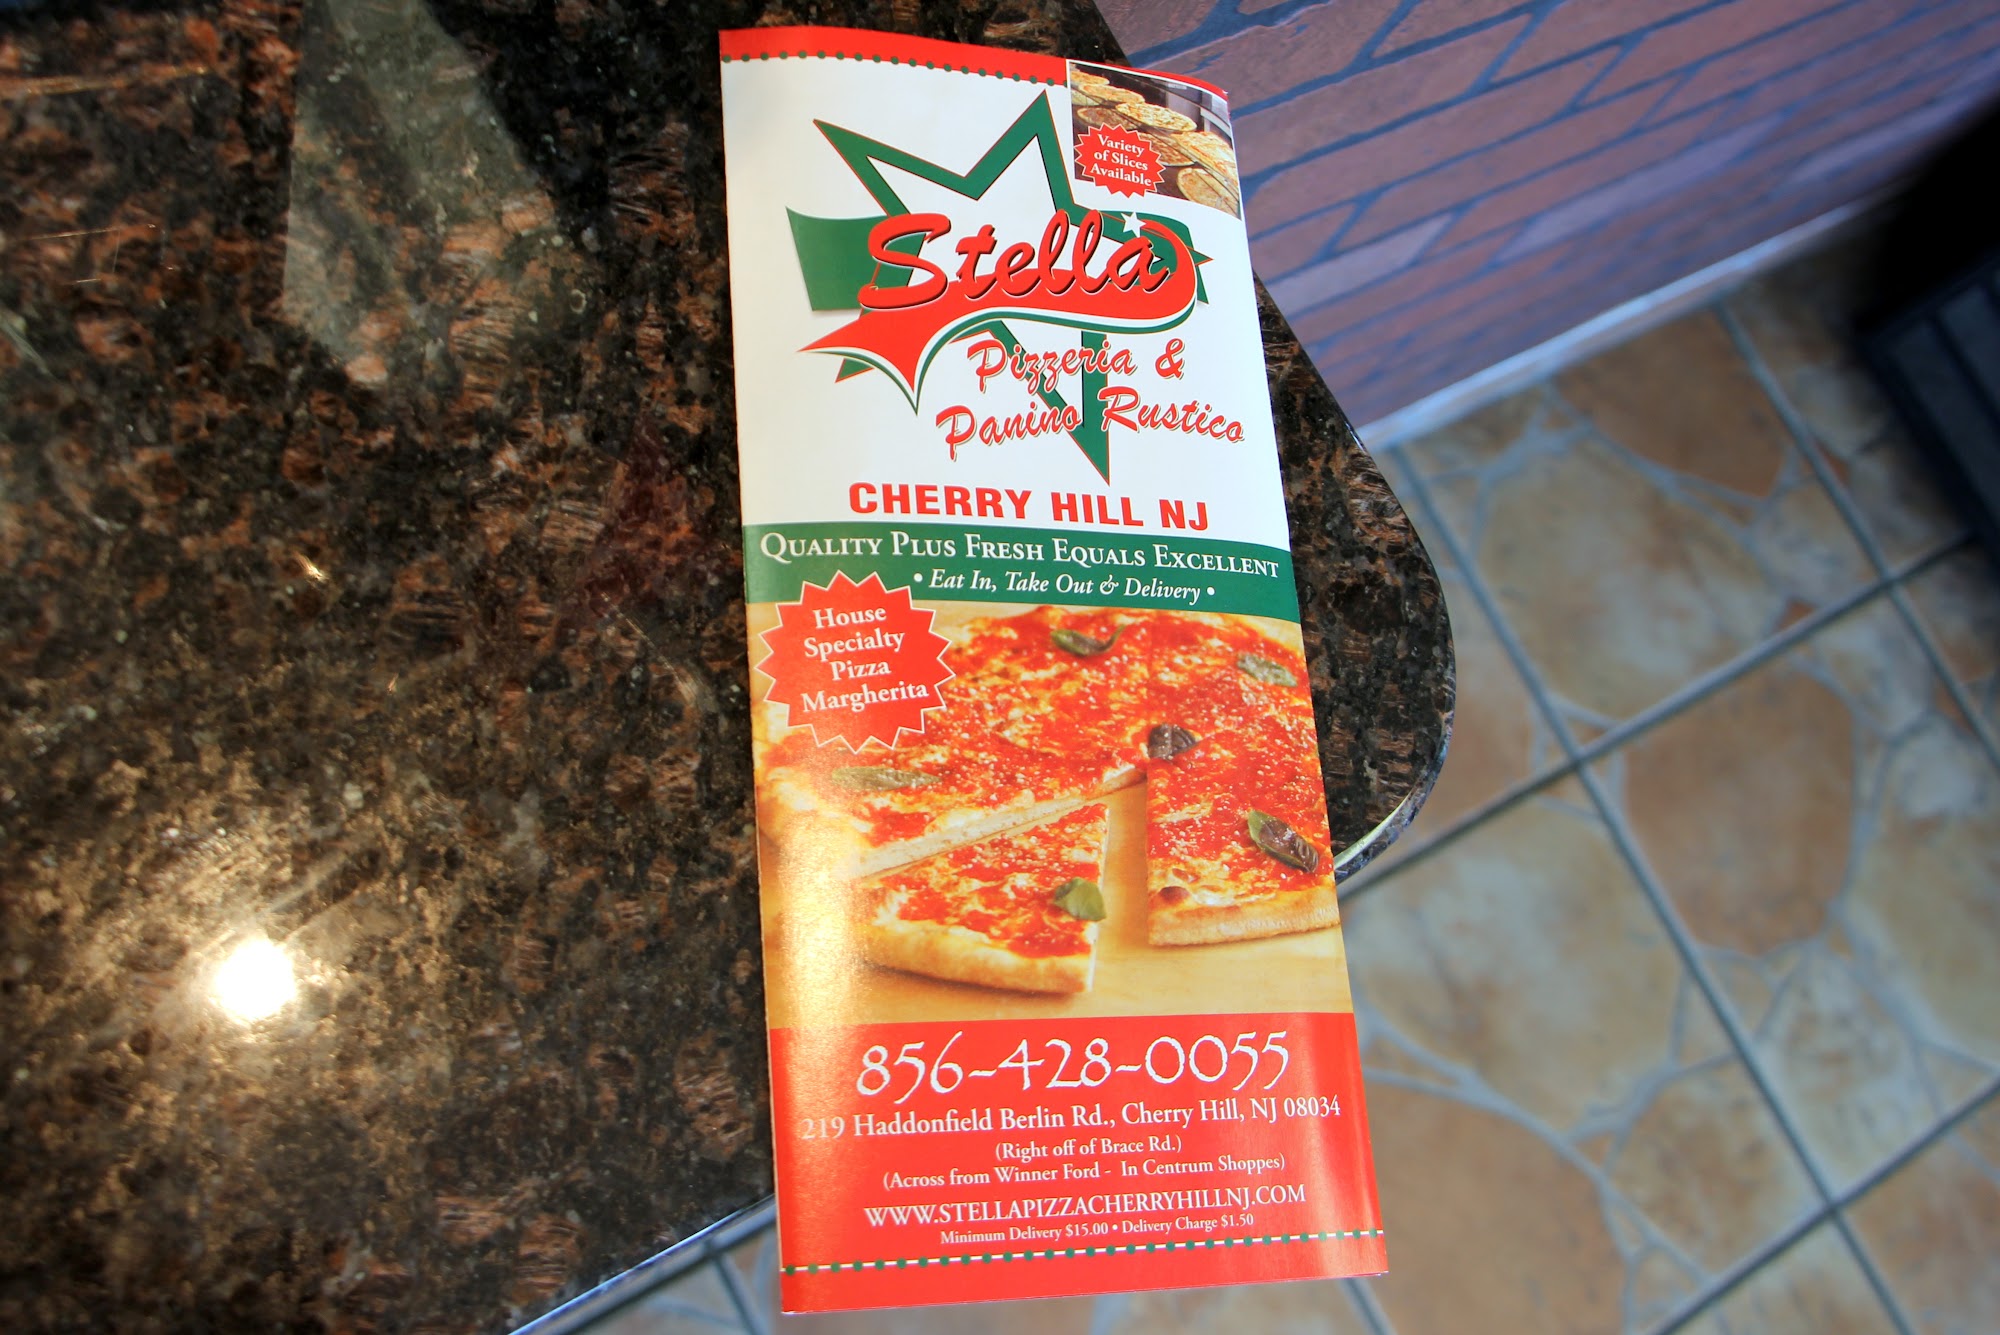 Variety
of Slices
Available
Stella
Pizzeria &
Panino Rustico
CHERRY HILL NJ
QUALITY PLUS FRESH EQUALS EXCELLENT
• Eat In, Take Out & Delivery •
House
Specialty
Pizza
Margherita
856-428-0055
219 Haddonfield Berlin Rd., Cherry Hill, NJ 08034
(Right off of Brace Rd.)
(Across from Winner Ford - In Centrum Shoppes)
WWW.STELLAPIZZACHERRYHILLNJ.COM
Minimum Delivery $15.00 • Delivery Charge $1.50